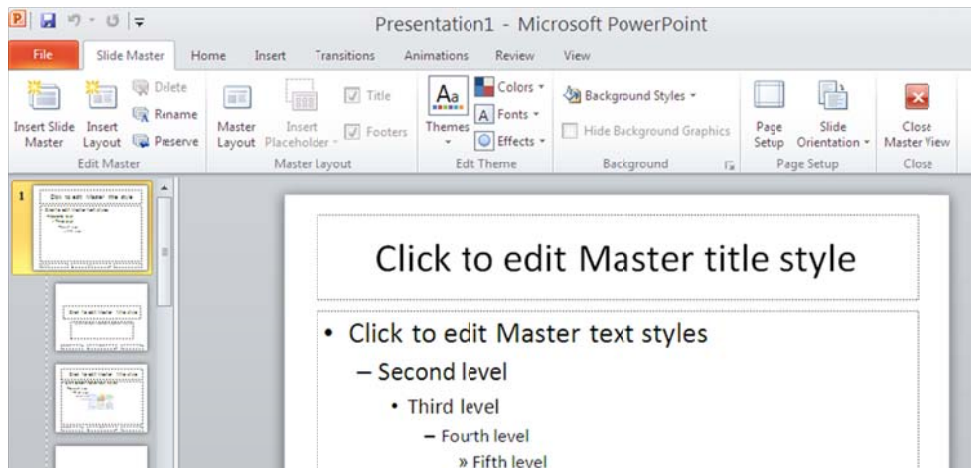 Presentation1 - Microsoft PowerPoint
File Slide Master Home Insert Transitions Animations Review View
Insert Slide Master
Insert Layout
Delete
Rename
Preserve
Edit Master
Master Layout
Insert Placeholder
Title
Footers
Master Layout
Aa
Themes
Colors
A Fonts
Effects
Edit Theme
Background Styles
Hide Background Graphics
Background
Page Setup
Slide Orientation
Page Setup
Close Master View
Close
1
Click to edit Master title style
• Click to edit Master text styles
– Second level
• Third level
– Fourth level
» Fifth level